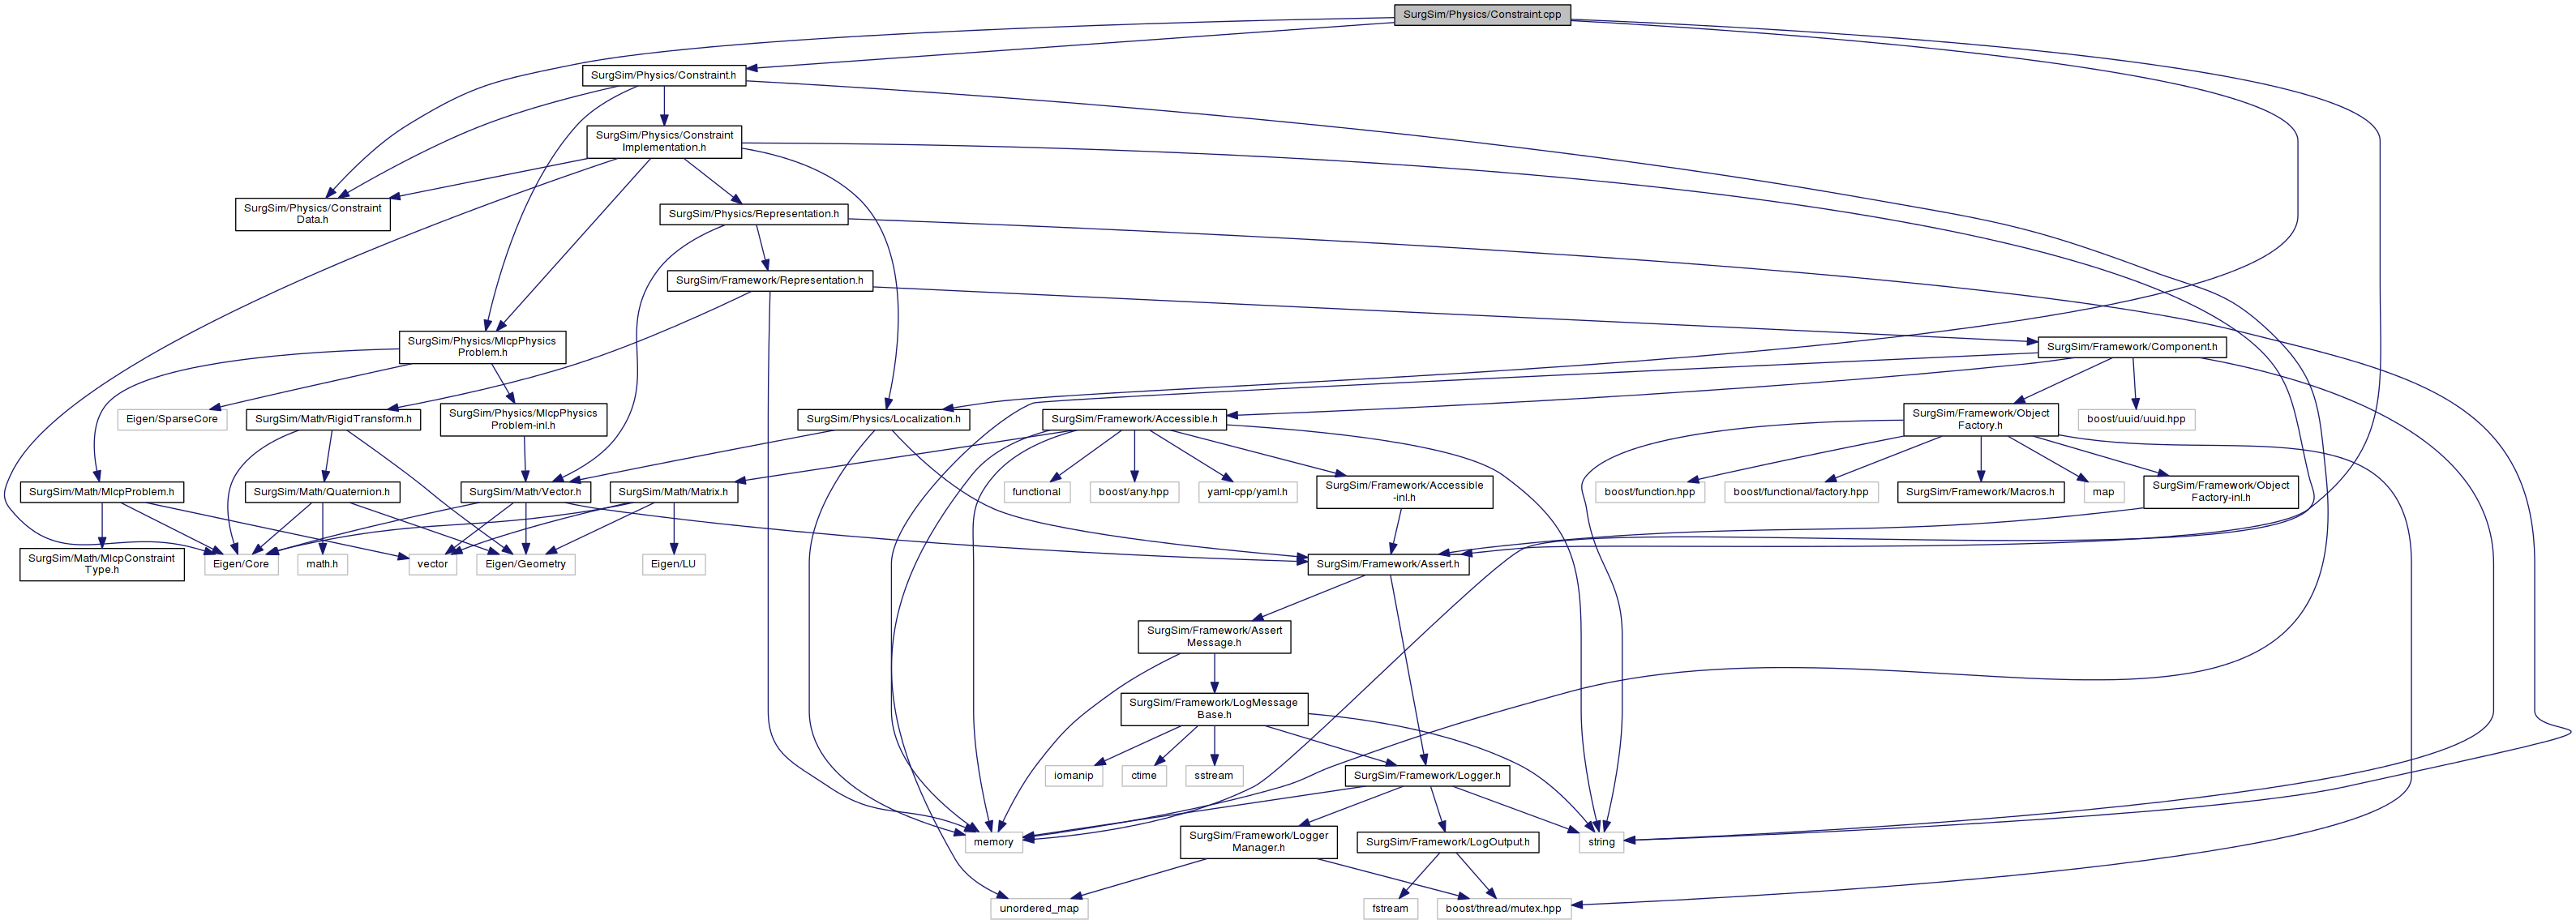 SurgSim/Physics/Constraint.cpp
SurgSim/Physics/Constraint.h
SurgSim/Physics/Constraint
Implementation.h
SurgSim/Physics/Constraint
Data.h
SurgSim/Physics/Representation.h
SurgSim/Framework/Representation.h
SurgSim/Physics/MlcpPhysics
Problem.h
SurgSim/Framework/Component.h
Eigen/SparseCore
SurgSim/Math/RigidTransform.h
SurgSim/Physics/MlcpPhysics
Problem-inl.h
SurgSim/Physics/Localization.h
SurgSim/Framework/Accessible.h
SurgSim/Framework/Object
Factory.h
boost/uuid/uuid.hpp
SurgSim/Math/MlcpProblem.h
SurgSim/Math/Quaternion.h
SurgSim/Math/Vector.h
SurgSim/Math/Matrix.h
functional
boost/any.hpp
yaml-cpp/yaml.h
SurgSim/Framework/Accessible
-inl.h
boost/function.hpp
boost/functional/factory.hpp
SurgSim/Framework/Macros.h
map
SurgSim/Framework/Object
Factory-inl.h
SurgSim/Math/MlcpConstraint
Type.h
Eigen/Core
math.h
vector
Eigen/Geometry
Eigen/LU
SurgSim/Framework/Assert.h
SurgSim/Framework/Assert
Message.h
SurgSim/Framework/LogMessage
Base.h
iomanip
ctime
sstream
SurgSim/Framework/Logger.h
memory
SurgSim/Framework/Logger
Manager.h
SurgSim/Framework/LogOutput.h
string
unordered_map
fstream
boost/thread/mutex.hpp